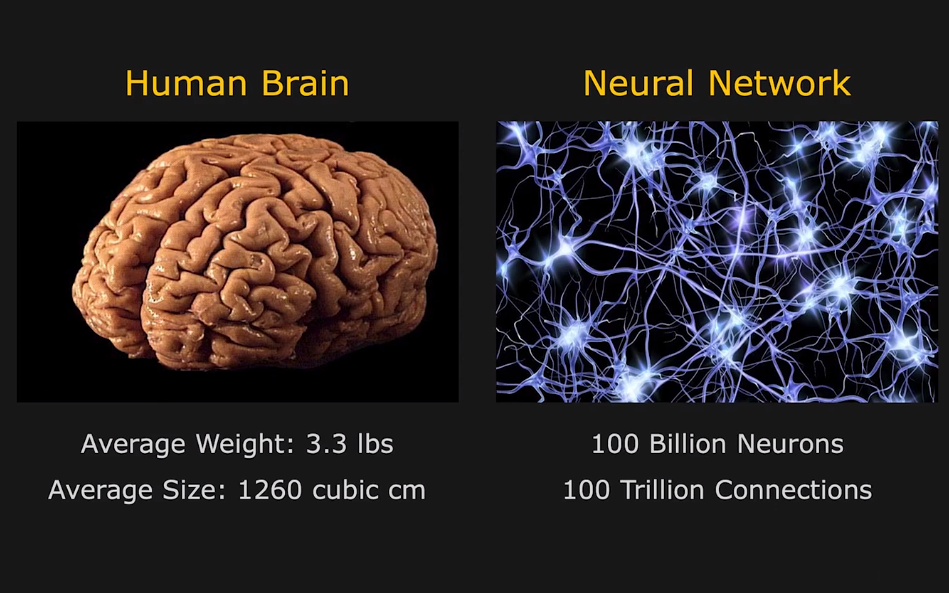 Human Brain
Average Weight: 3.3 lbs
Average Size: 1260 cubic cm
Neural Network
100 Billion Neurons
100 Trillion Connections